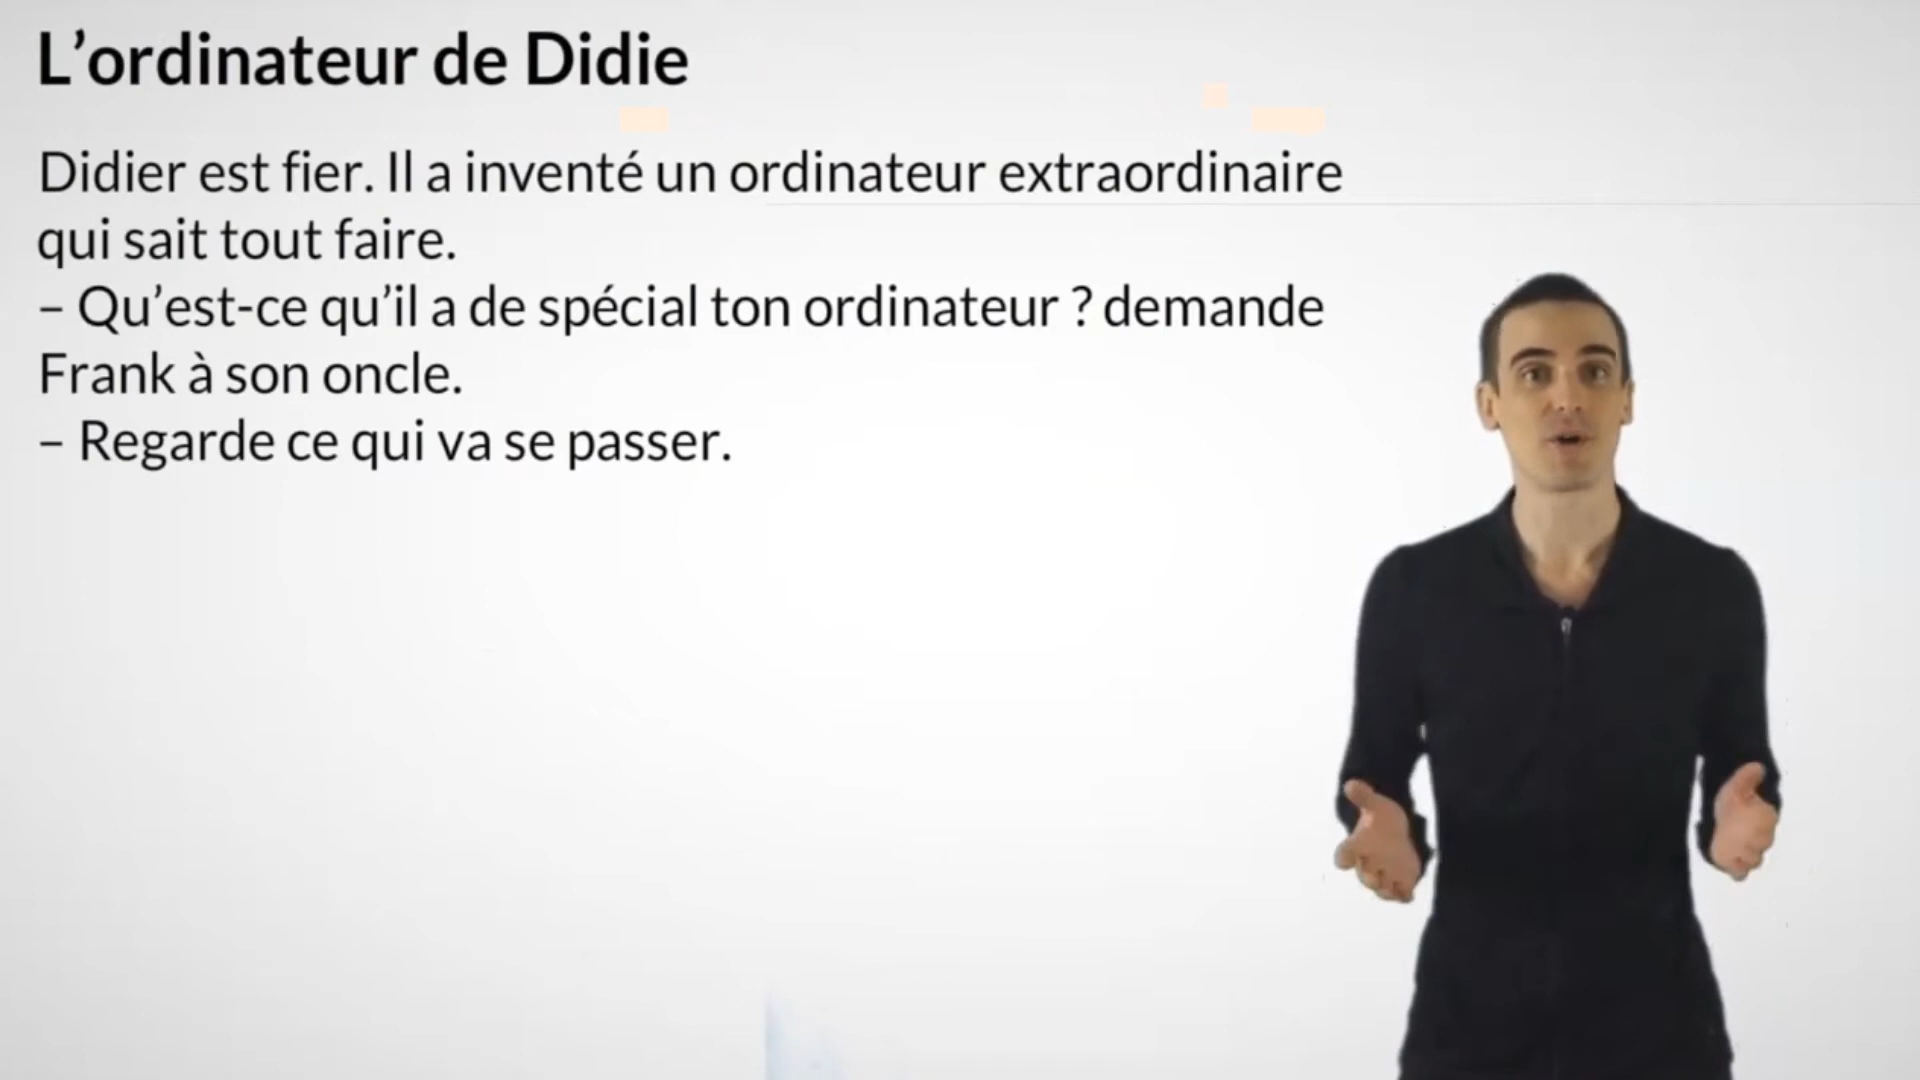 L’ordinateur de Didie
Didier est fier. Il a inventé un ordinateur extraordinaire
qui sait tout faire.
– Qu’est-ce qu’il a de spécial ton ordinateur ? demande
Frank à son oncle.
– Regarde ce qui va se passer.